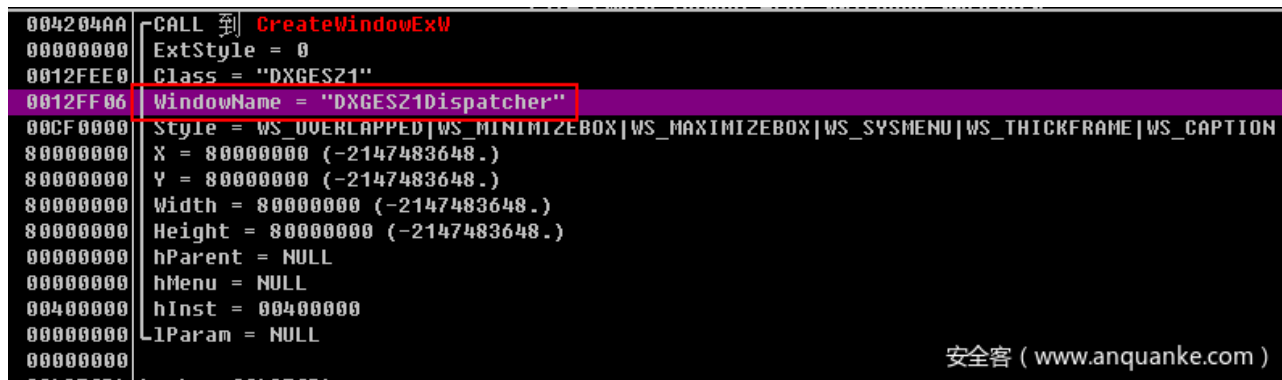 004204AA CALL 到 CreateWindowExW
00000000 ExtStyle = 0
0012FEE0 Class = "DXGESZ1"
0012FF06 WindowName = "DXGESZ1Dispatcher"
00CF0000 Style = WS_OVERLAPPED|WS_MINIMIZEBOX|WS_MAXIMIZEBOX|WS_SYSMENU|WS_THICKFRAME|WS_CAPTION
80000000 X = 80000000 (-2147483648.)
80000000 Y = 80000000 (-2147483648.)
80000000 Width = 80000000 (-2147483648.)
80000000 Height = 80000000 (-2147483648.)
00000000 hParent = NULL
00000000 hMenu = NULL
00400000 hInst = 00400000
00000000 lParam = NULL
00000000
安全客（www.anquanke.com）